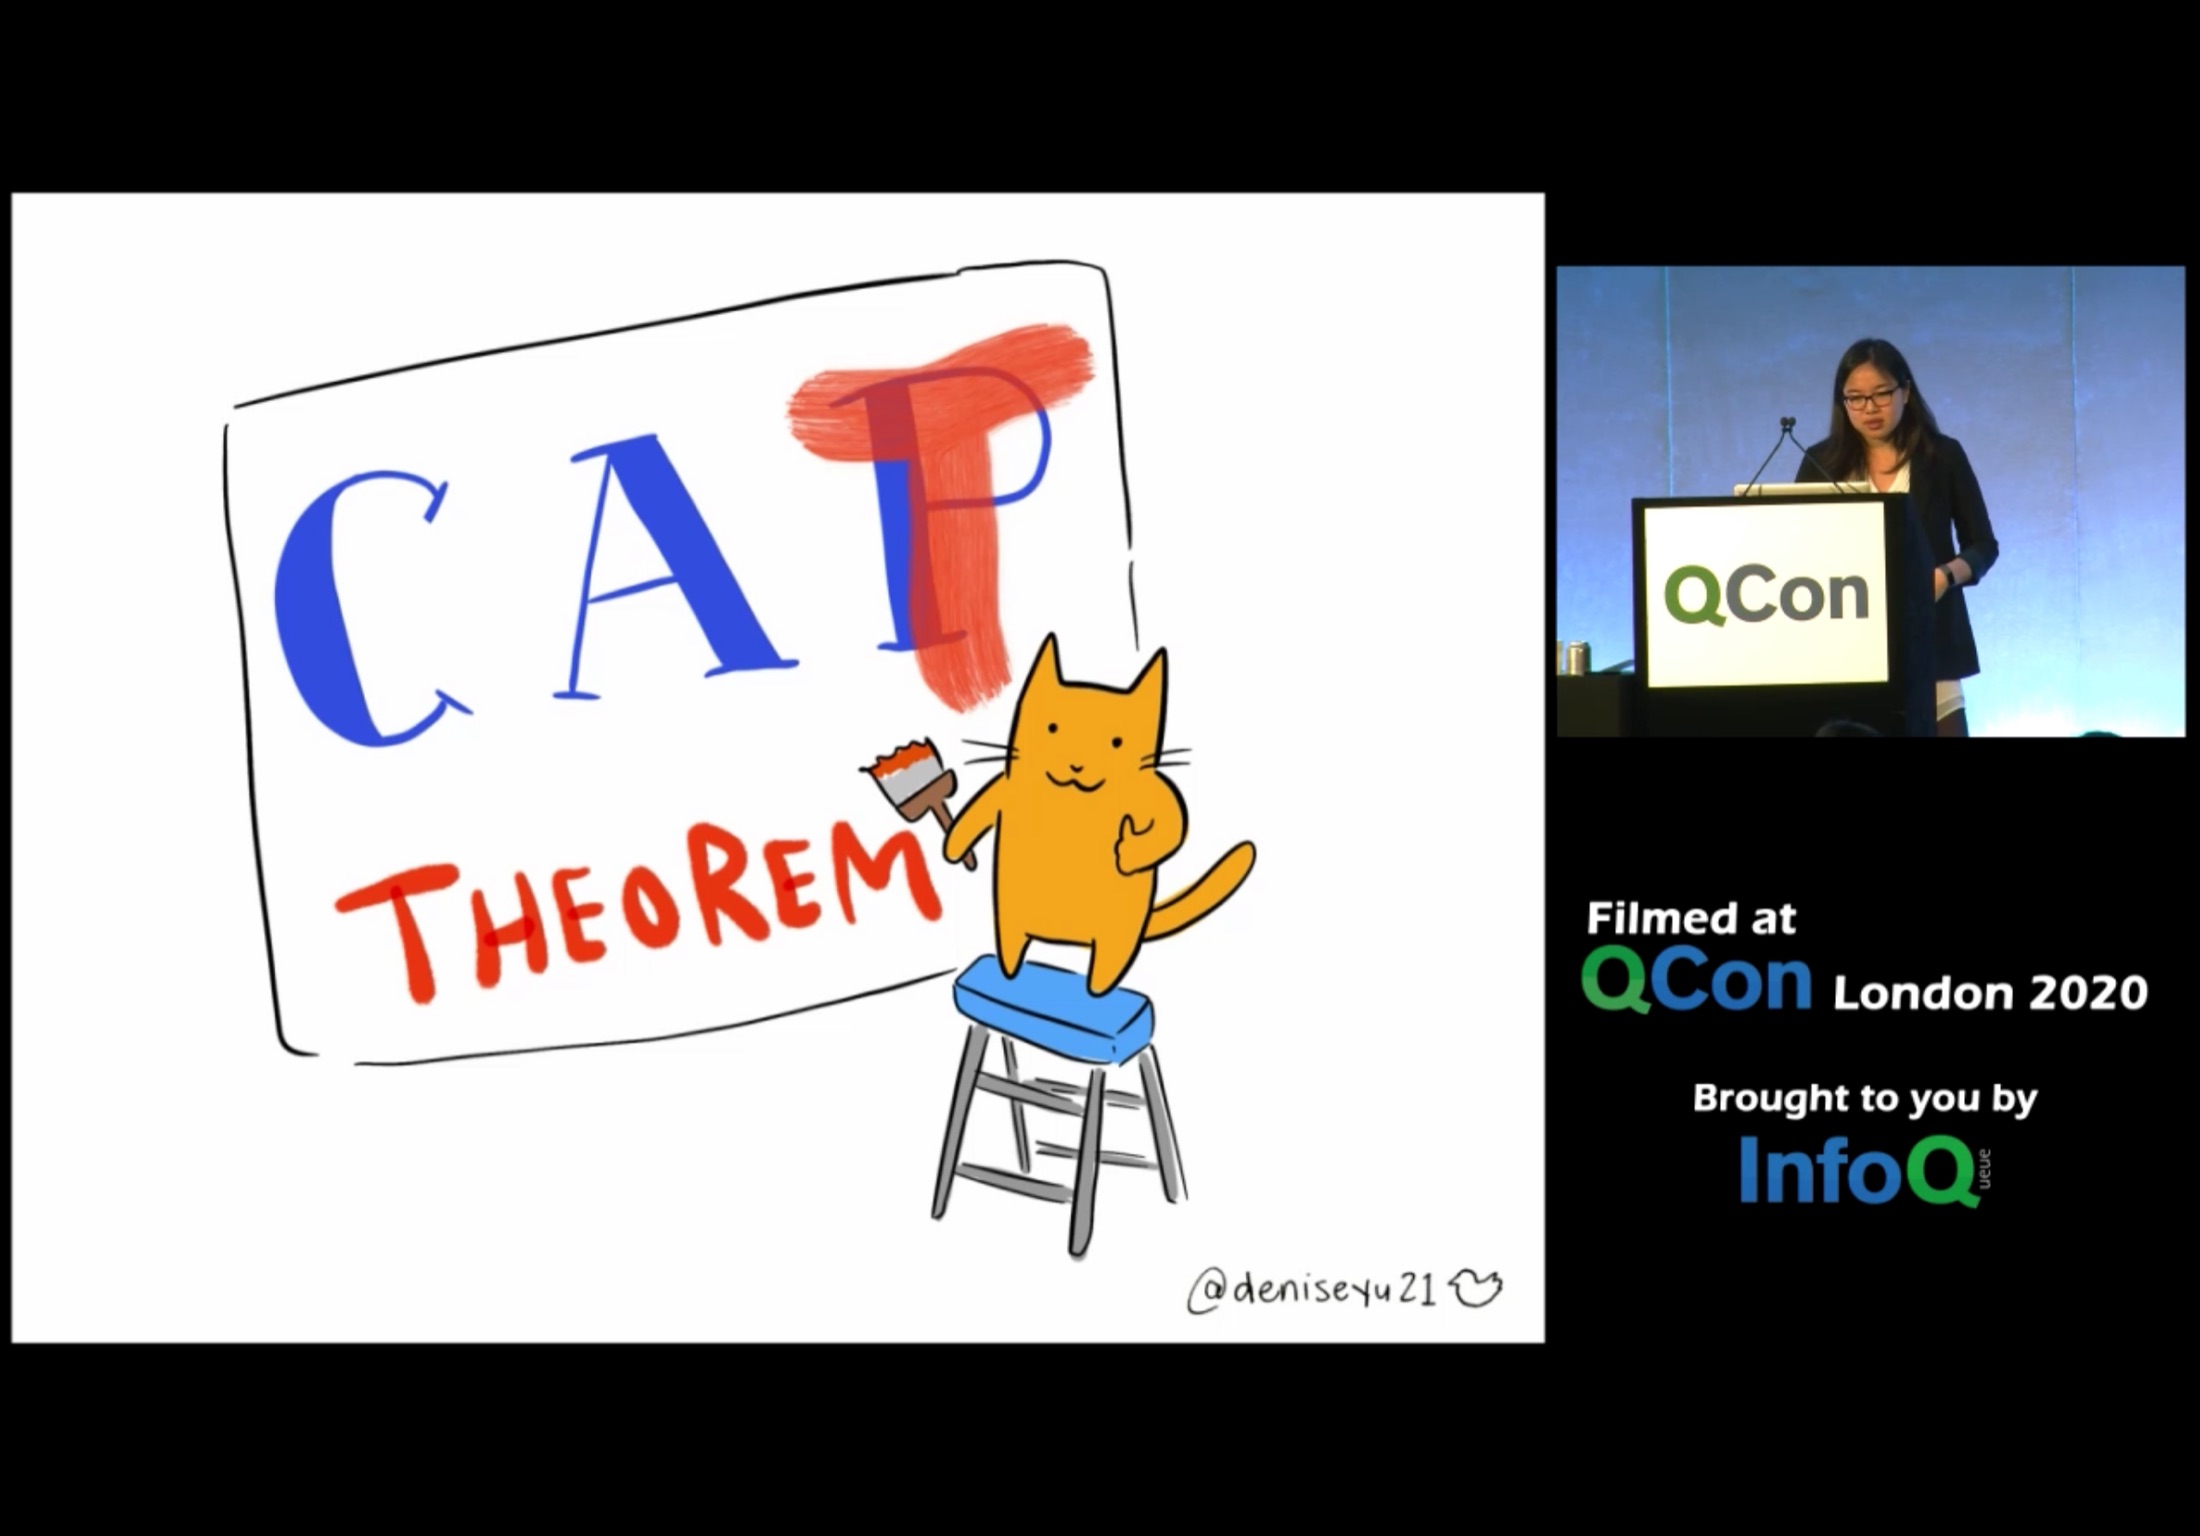 CAP
THEOREM
@deniseyu21
QCon
Filmed at
QCon London 2020
Brought to you by
InfoQ
ueue